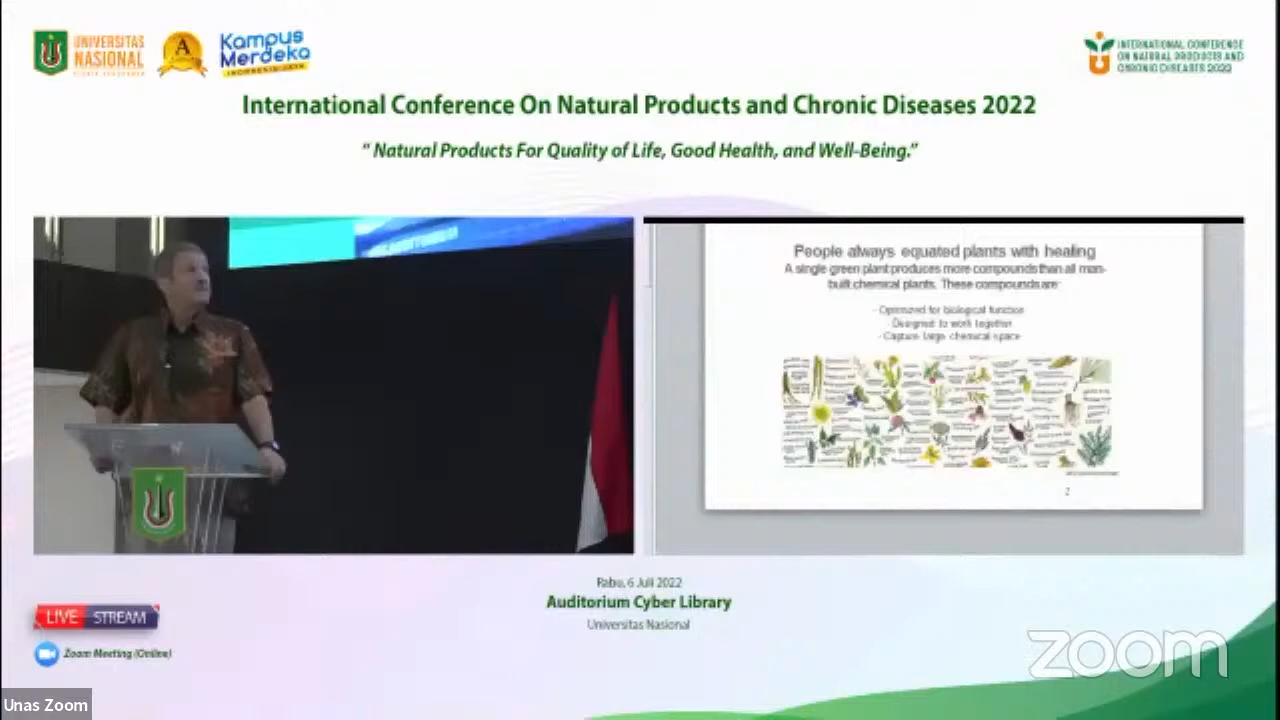 UNIVERSITAS
NASIONAL
A
Kampus
Merdeka
INDONESIA JAYA
INTERNATIONAL CONFERENCE
ON NATURAL PRODUCTS AND
CHRONIC DISEASES 2022
International Conference On Natural Products and Chronic Diseases 2022
“ Natural Products For Quality of Life, Good Health, and Well-Being.”
People always equated plants with healing
A single green plant produces more compounds than all man-
built chemical plants. These compounds are
- Optimized for biological function
- Designed to work together
- Capture large chemical space
2
Rabu, 6 Juli 2022
Auditorium Cyber Library
Universitas Nasional
LIVE STREAM
Zoom Meeting (Online)
zoom
Unas Zoom